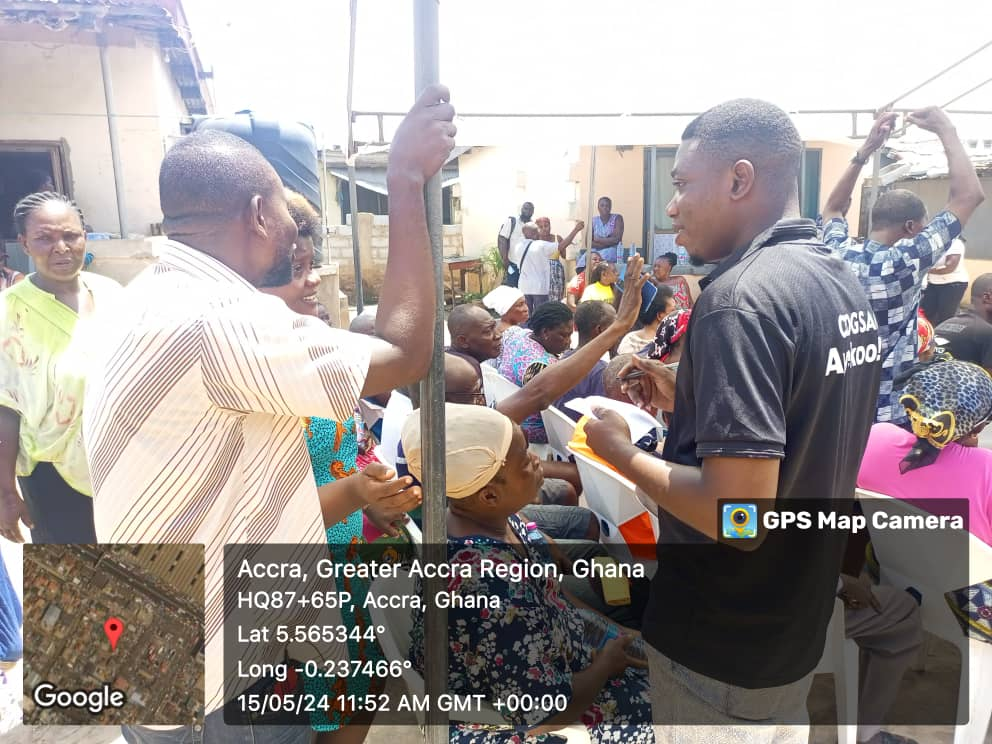 GPS Map Camera
Accra, Greater Accra Region, Ghana
HQ87+65P, Accra, Ghana
Lat 5.565344°
Long -0.237466°
15/05/24 11:52 AM GMT +00:00
Google